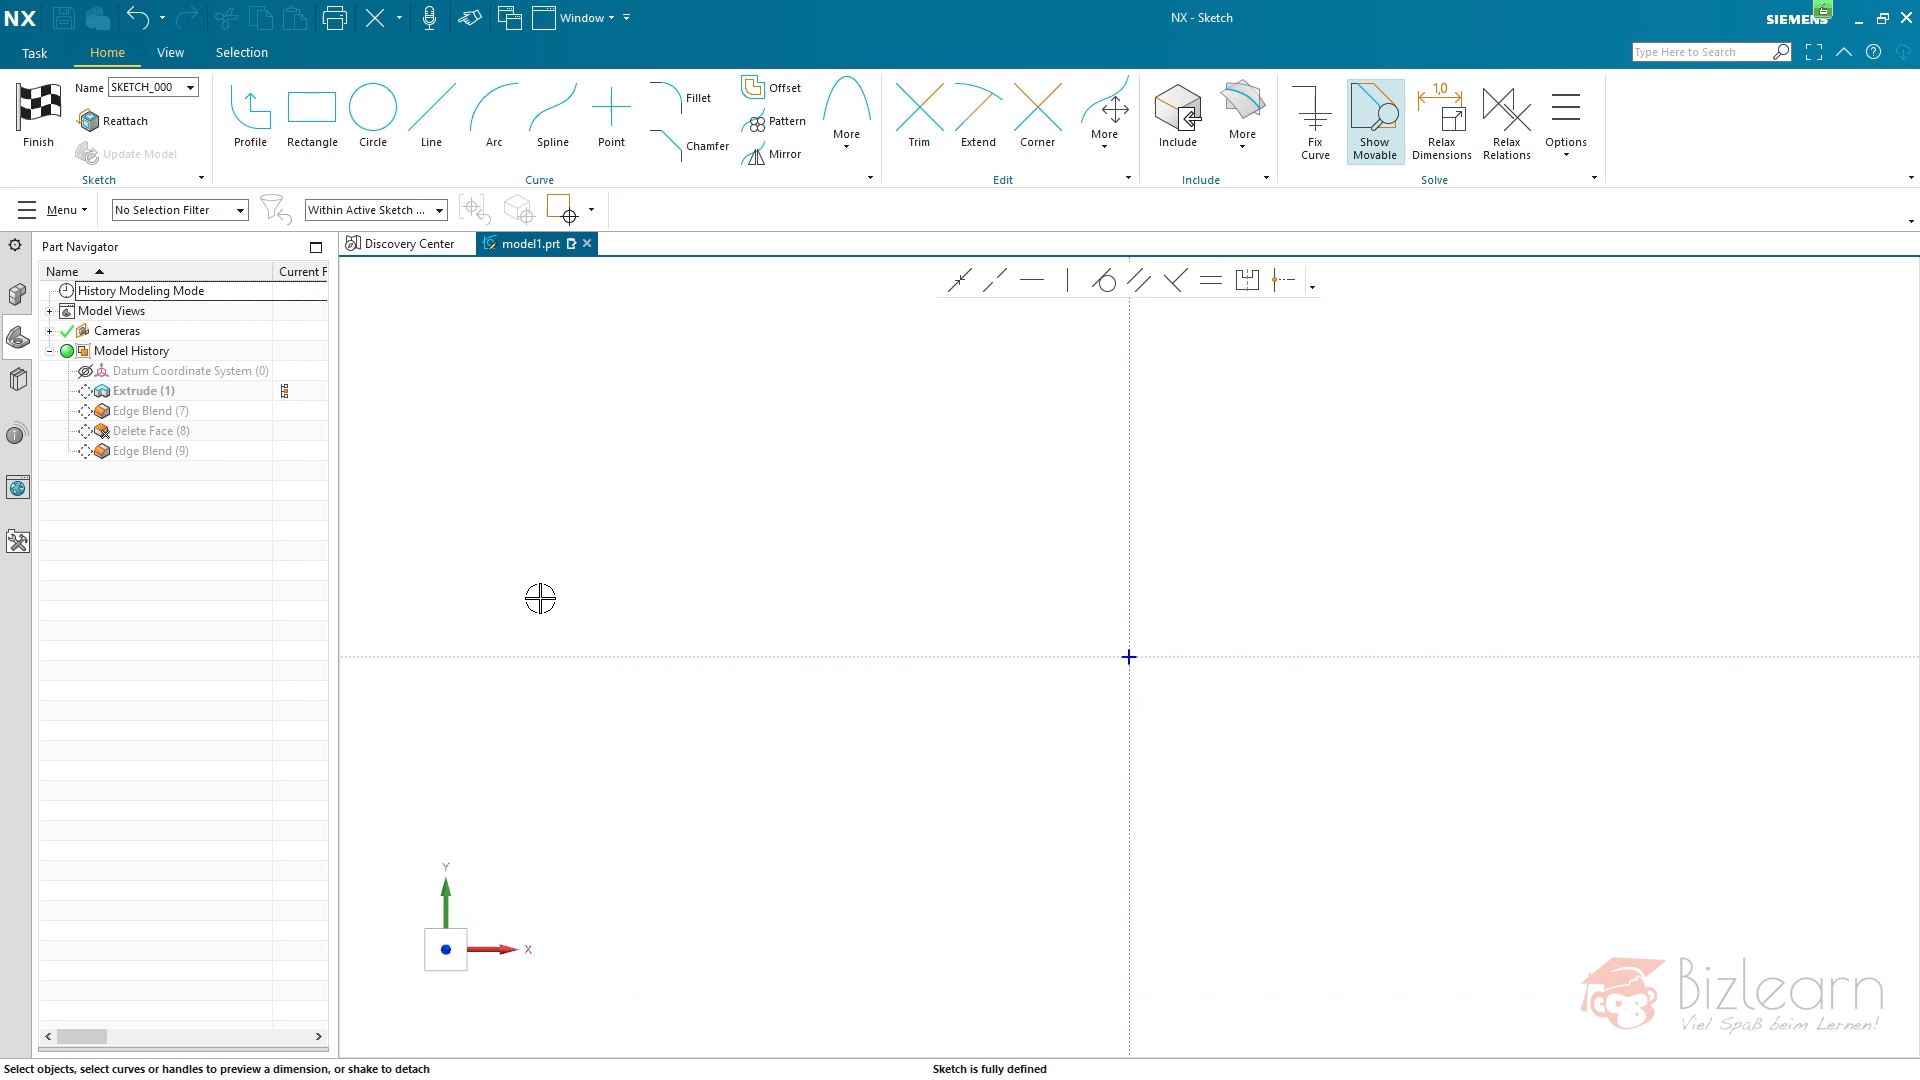 NX
Window
NX - Sketch
SIEMENS
Task
Home
View
Selection
Type Here to Search
Finish
Name
SKETCH_000
Reattach
Update Model
Sketch
Profile
Rectangle
Circle
Line
Arc
Spline
Point
Fillet
Chamfer
Offset
Pattern
Mirror
More
Curve
Trim
Extend
Corner
More
Edit
Include
More
Include
Fix
Curve
Show
Movable
1,0
Relax
Dimensions
Relax
Relations
Options
Solve
Menu
No Selection Filter
Within Active Sketch ...
Part Navigator
Discovery Center
model1.prt
Name
Current F
History Modeling Mode
Model Views
Cameras
Model History
Datum Coordinate System (0)
Extrude (1)
Edge Blend (7)
Delete Face (8)
Edge Blend (9)
Y
X
Bizlearn
Viel Spaß beim Lernen!
Select objects, select curves or handles to preview a dimension, or shake to detach
Sketch is fully defined